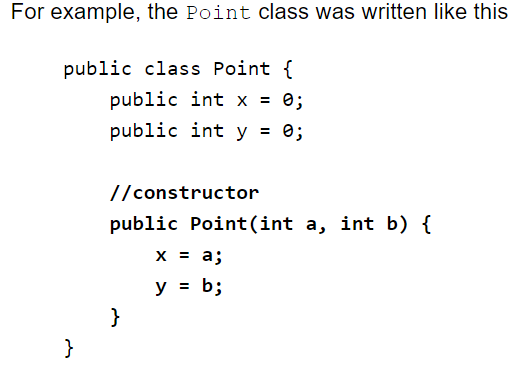 For example, the Point class was written like this
public class Point {
public int x = 0;
public int y = 0;
//constructor
public Point(int a, int b) {
x = a;
y = b;
}
}